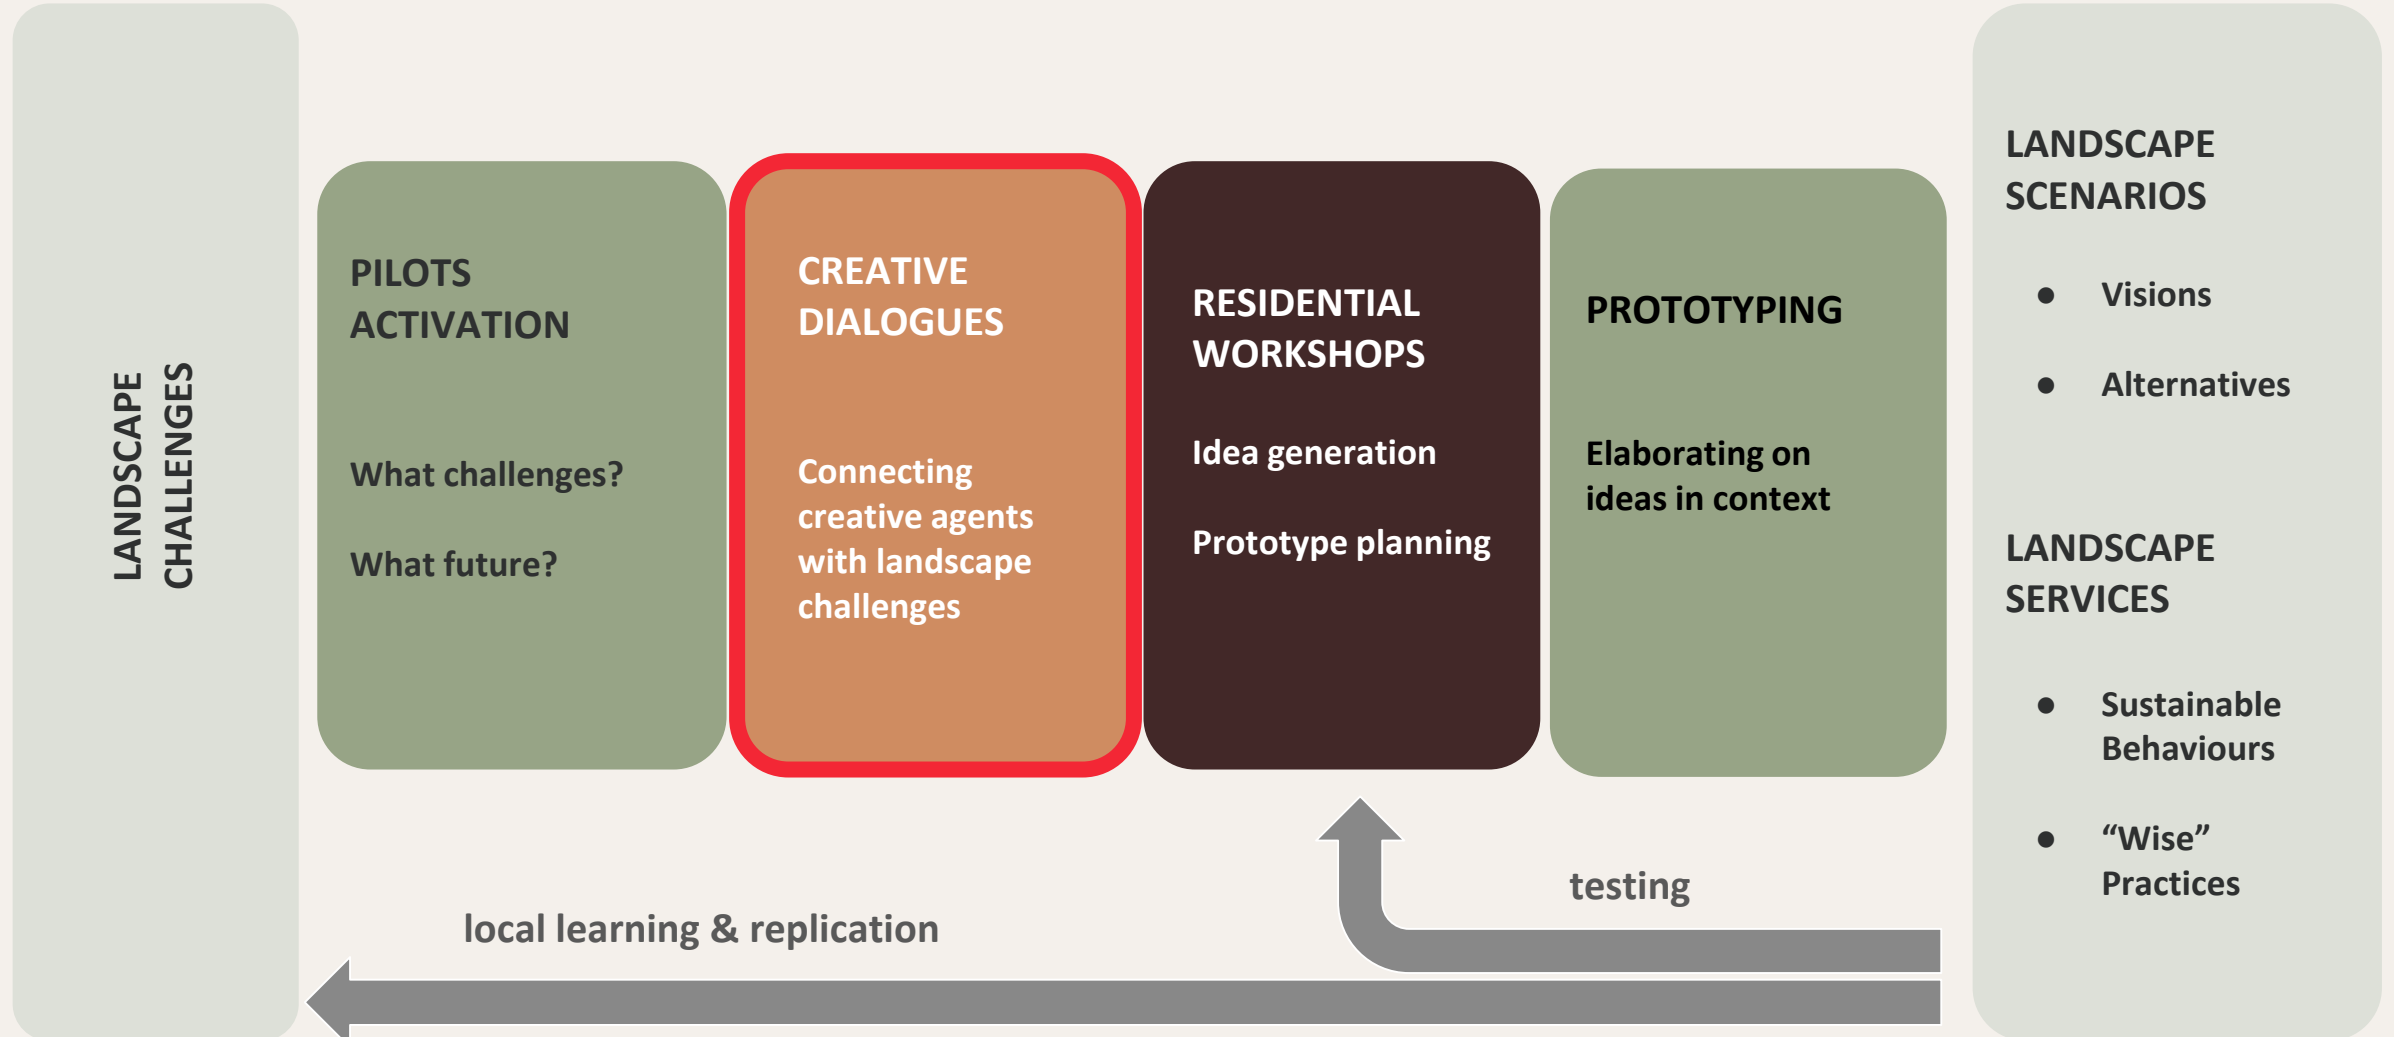 LANDSCAPE
CHALLENGES
PILOTS
ACTIVATION
What challenges?
What future?
CREATIVE
DIALOGUES
Connecting
creative agents
with landscape
challenges
RESIDENTIAL
WORKSHOPS
Idea generation
Prototype planning
PROTOTYPING
Elaborating on
ideas in context
LANDSCAPE
SCENARIOS
● Visions
● Alternatives
LANDSCAPE
SERVICES
● Sustainable
Behaviours
● “Wise”
Practices
testing
local learning & replication